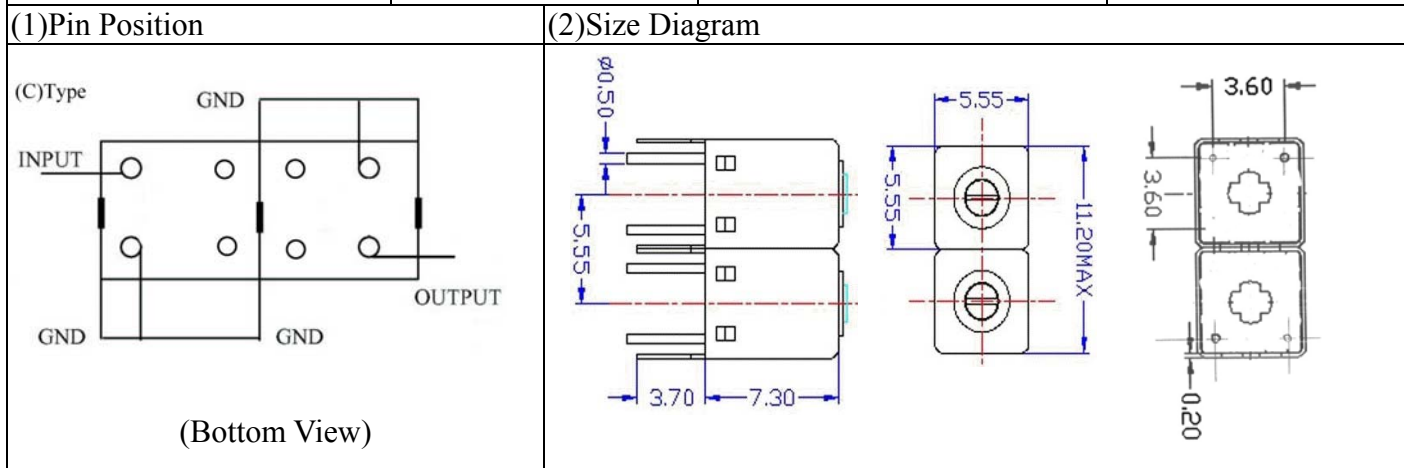 (1)Pin Position
(2)Size Diagram
(C)Type
GND
INPUT
OUTPUT
GND
GND
(Bottom View)
ø0.50
5.55
3.70
7.30
5.55
5.55
11.20MAX
3.60
3.60
0.20